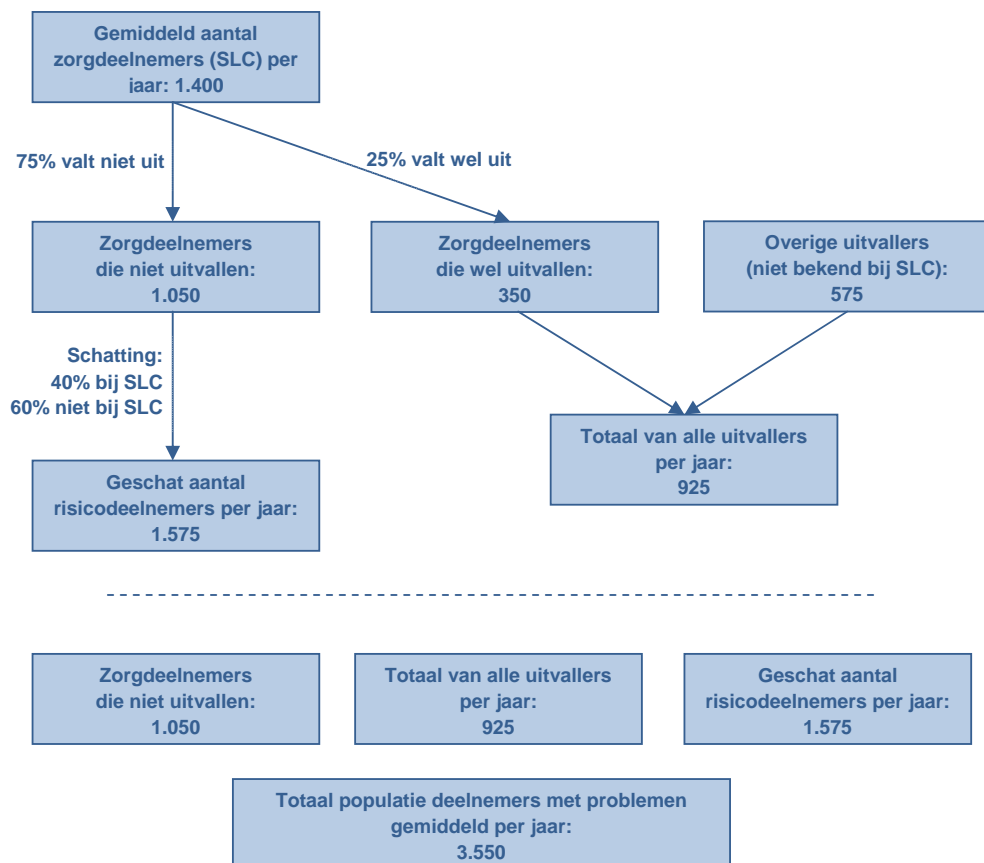 Gemiddeld aantal
zorgdeelnemers (SLC) per
jaar: 1.400
75% valt niet uit
25% valt wel uit
Zorgdeelnemers
die niet uitvallen:
1.050
Zorgdeelnemers
die wel uitvallen:
350
Overige uitvallers
(niet bekend bij SLC):
575
Schatting:
40% bij SLC
60% niet bij SLC
Totaal van alle uitvallers
per jaar:
925
Geschat aantal
risicodeelnemers per jaar:
1.575
Zorgdeelnemers
die niet uitvallen:
1.050
Totaal van alle uitvallers
per jaar:
925
Geschat aantal
risicodeelnemers per jaar:
1.575
Totaal populatie deelnemers met problemen
gemiddeld per jaar:
3.550